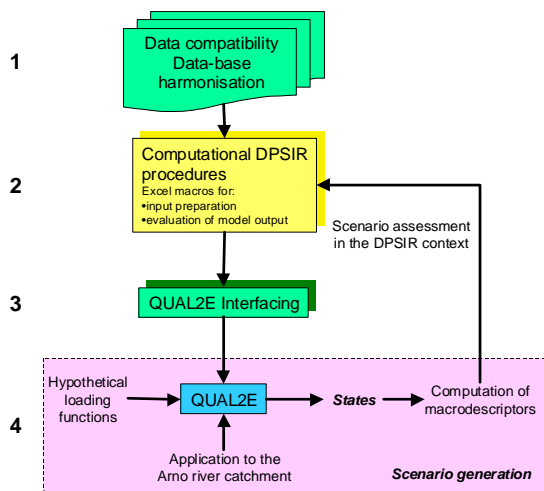 1
Data compatibility
Data-base
harmonisation
2
Computational DPSIR
procedures
Excel macros for:
•input preparation
•evaluation of model output
Scenario assessment
in the DPSIR context
3
QUAL2E Interfacing
4
Hypothetical
loading
functions
QUAL2E
States
Computation of
macrodescriptors
Application to the
Arno river catchment
Scenario generation